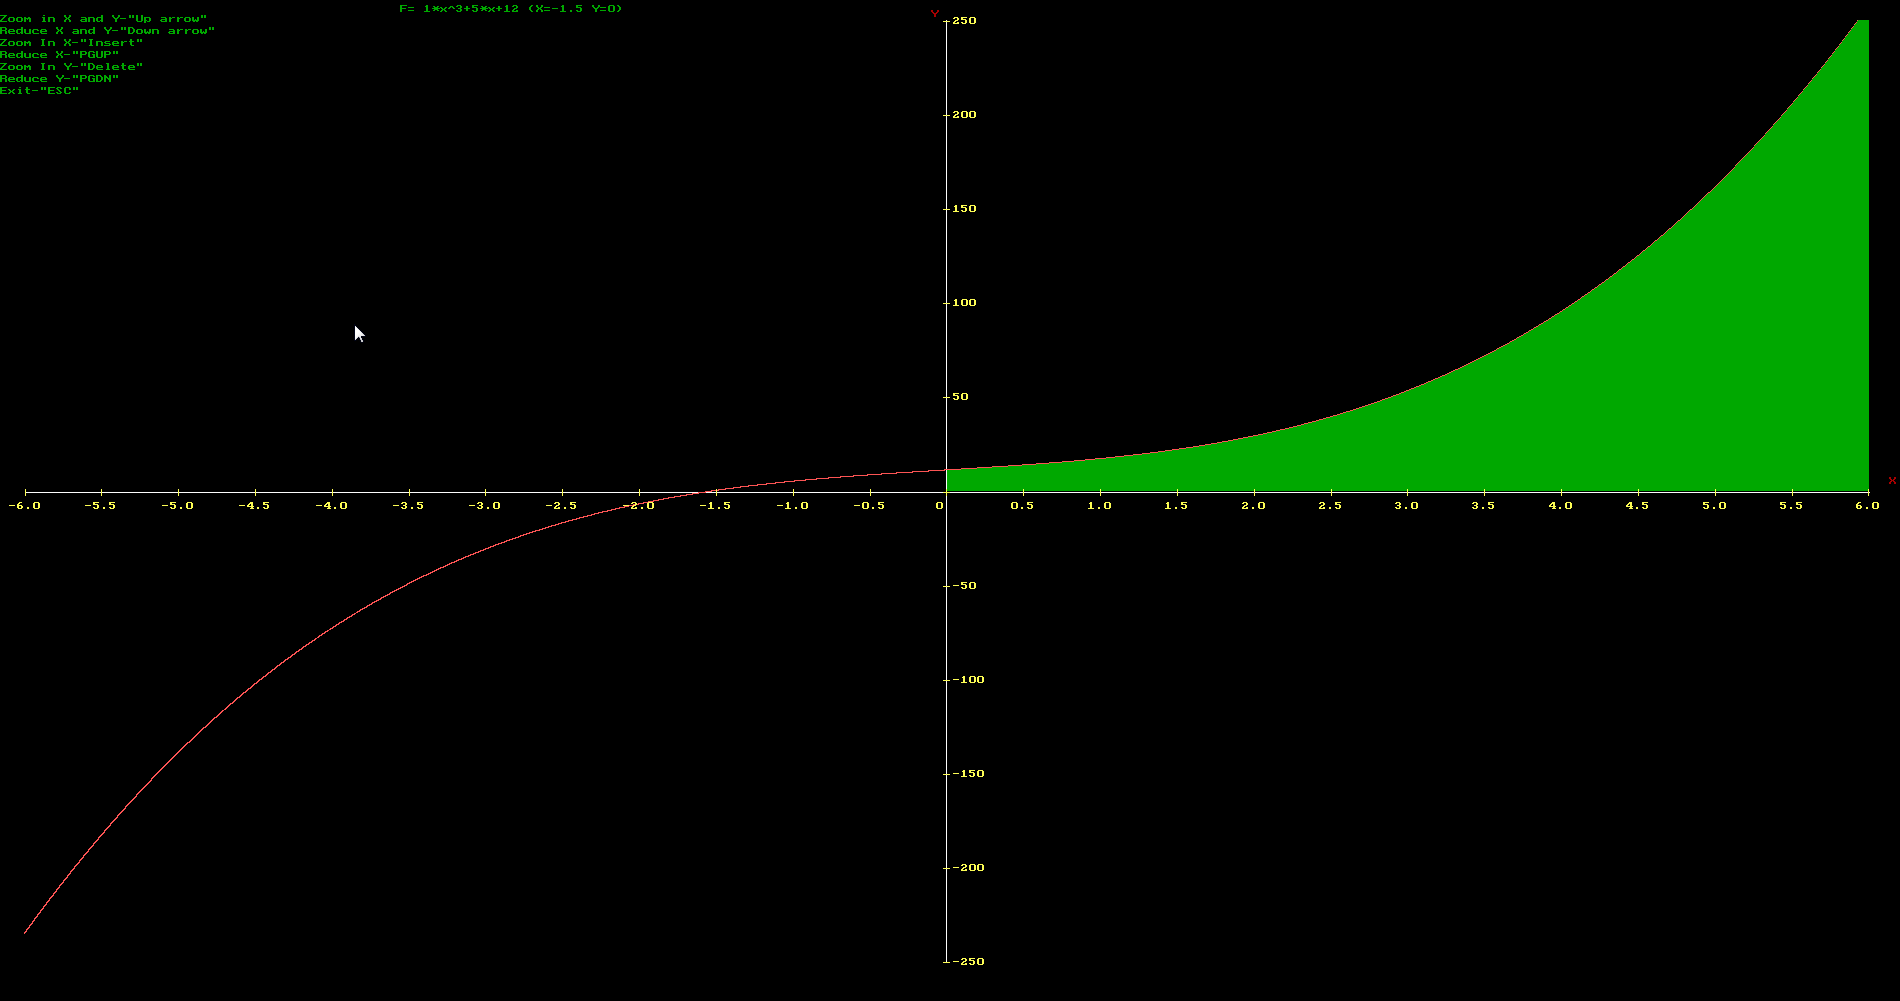 F= 1*x^3+5*x+12 (X=-1.5 Y=0)
Zoom in X and Y-"Up arrow"
Reduce X and Y-"Down arrow"
Zoom In X-"Insert"
Reduce X-"PGUP"
Zoom In Y-"Delete"
Reduce Y-"PGDN"
Exit-"ESC"
Y
250
200
150
100
50
X
-6.0 -5.5 -5.0 -4.5 -4.0 -3.5 -3.0 -2.5 -2.0 -1.5 -1.0 -0.5 0 0.5 1.0 1.5 2.0 2.5 3.0 3.5 4.0 4.5 5.0 5.5 6.0
-50
-100
-150
-200
-250